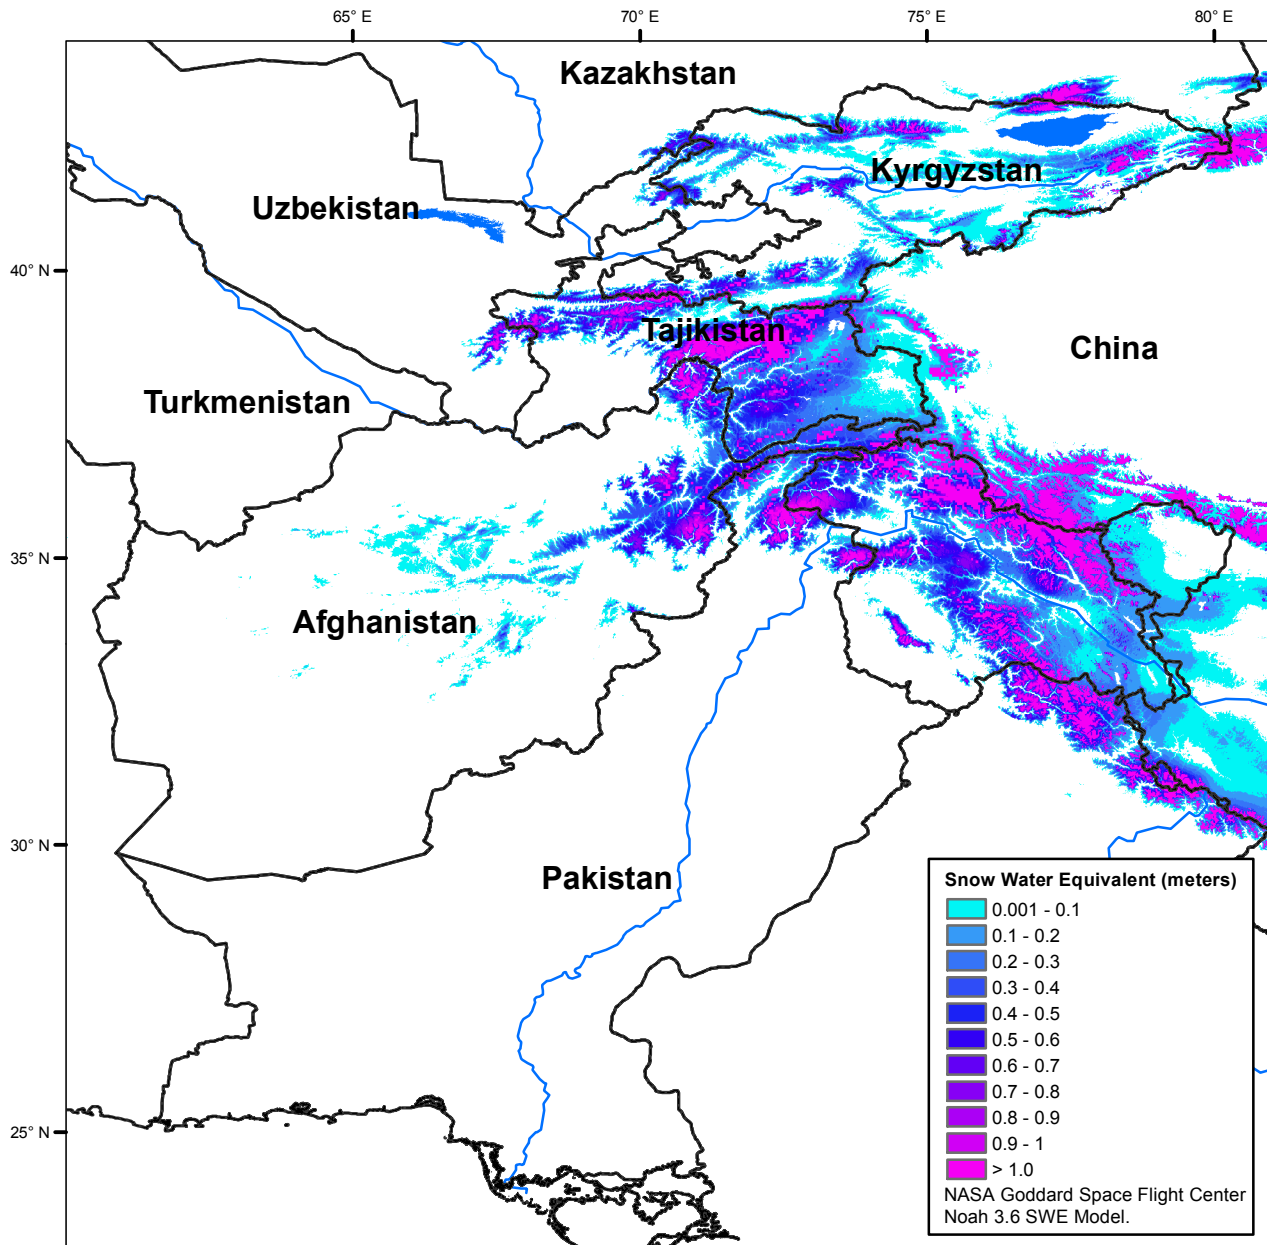 65° E
70° E
75° E
80° E
Kazakhstan
Kyrgyzstan
Uzbekistan
40° N
Tajikistan
China
Turkmenistan
35° N
Afghanistan
30° N
Pakistan
25° N
Snow Water Equivalent (meters)
0.001 - 0.1
0.1 - 0.2
0.2 - 0.3
0.3 - 0.4
0.4 - 0.5
0.5 - 0.6
0.6 - 0.7
0.7 - 0.8
0.8 - 0.9
0.9 - 1
> 1.0
NASA Goddard Space Flight Center
Noah 3.6 SWE Model.